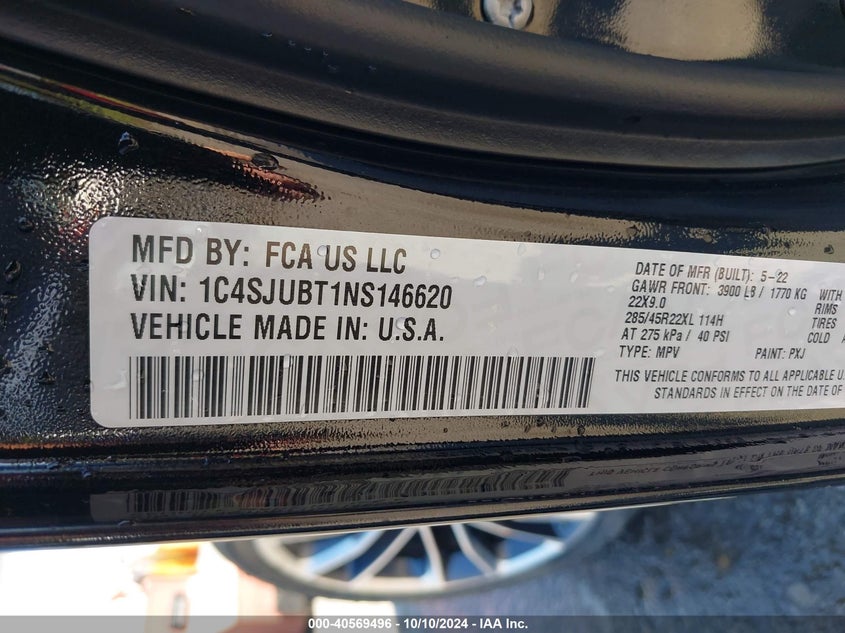 MFD BY: FCA US LLC
VIN: 1C4SJUBT1NS146620
VEHICLE MADE IN: U.S.A.
DATE OF MFR (BUILT): 5-22
GAWR FRONT: 3900 LB / 1770 KG WITH
22X9.0 RIMS
285/45R22XL 114H TIRES
AT 275 kPa / 40 PSI COLD
TYPE: MPV PAINT: PXJ
THIS VEHICLE CONFORMS TO ALL APPLICABLE
STANDARDS IN EFFECT ON THE DATE OF
000-40569496 - 10/10/2024 - IAA Inc.